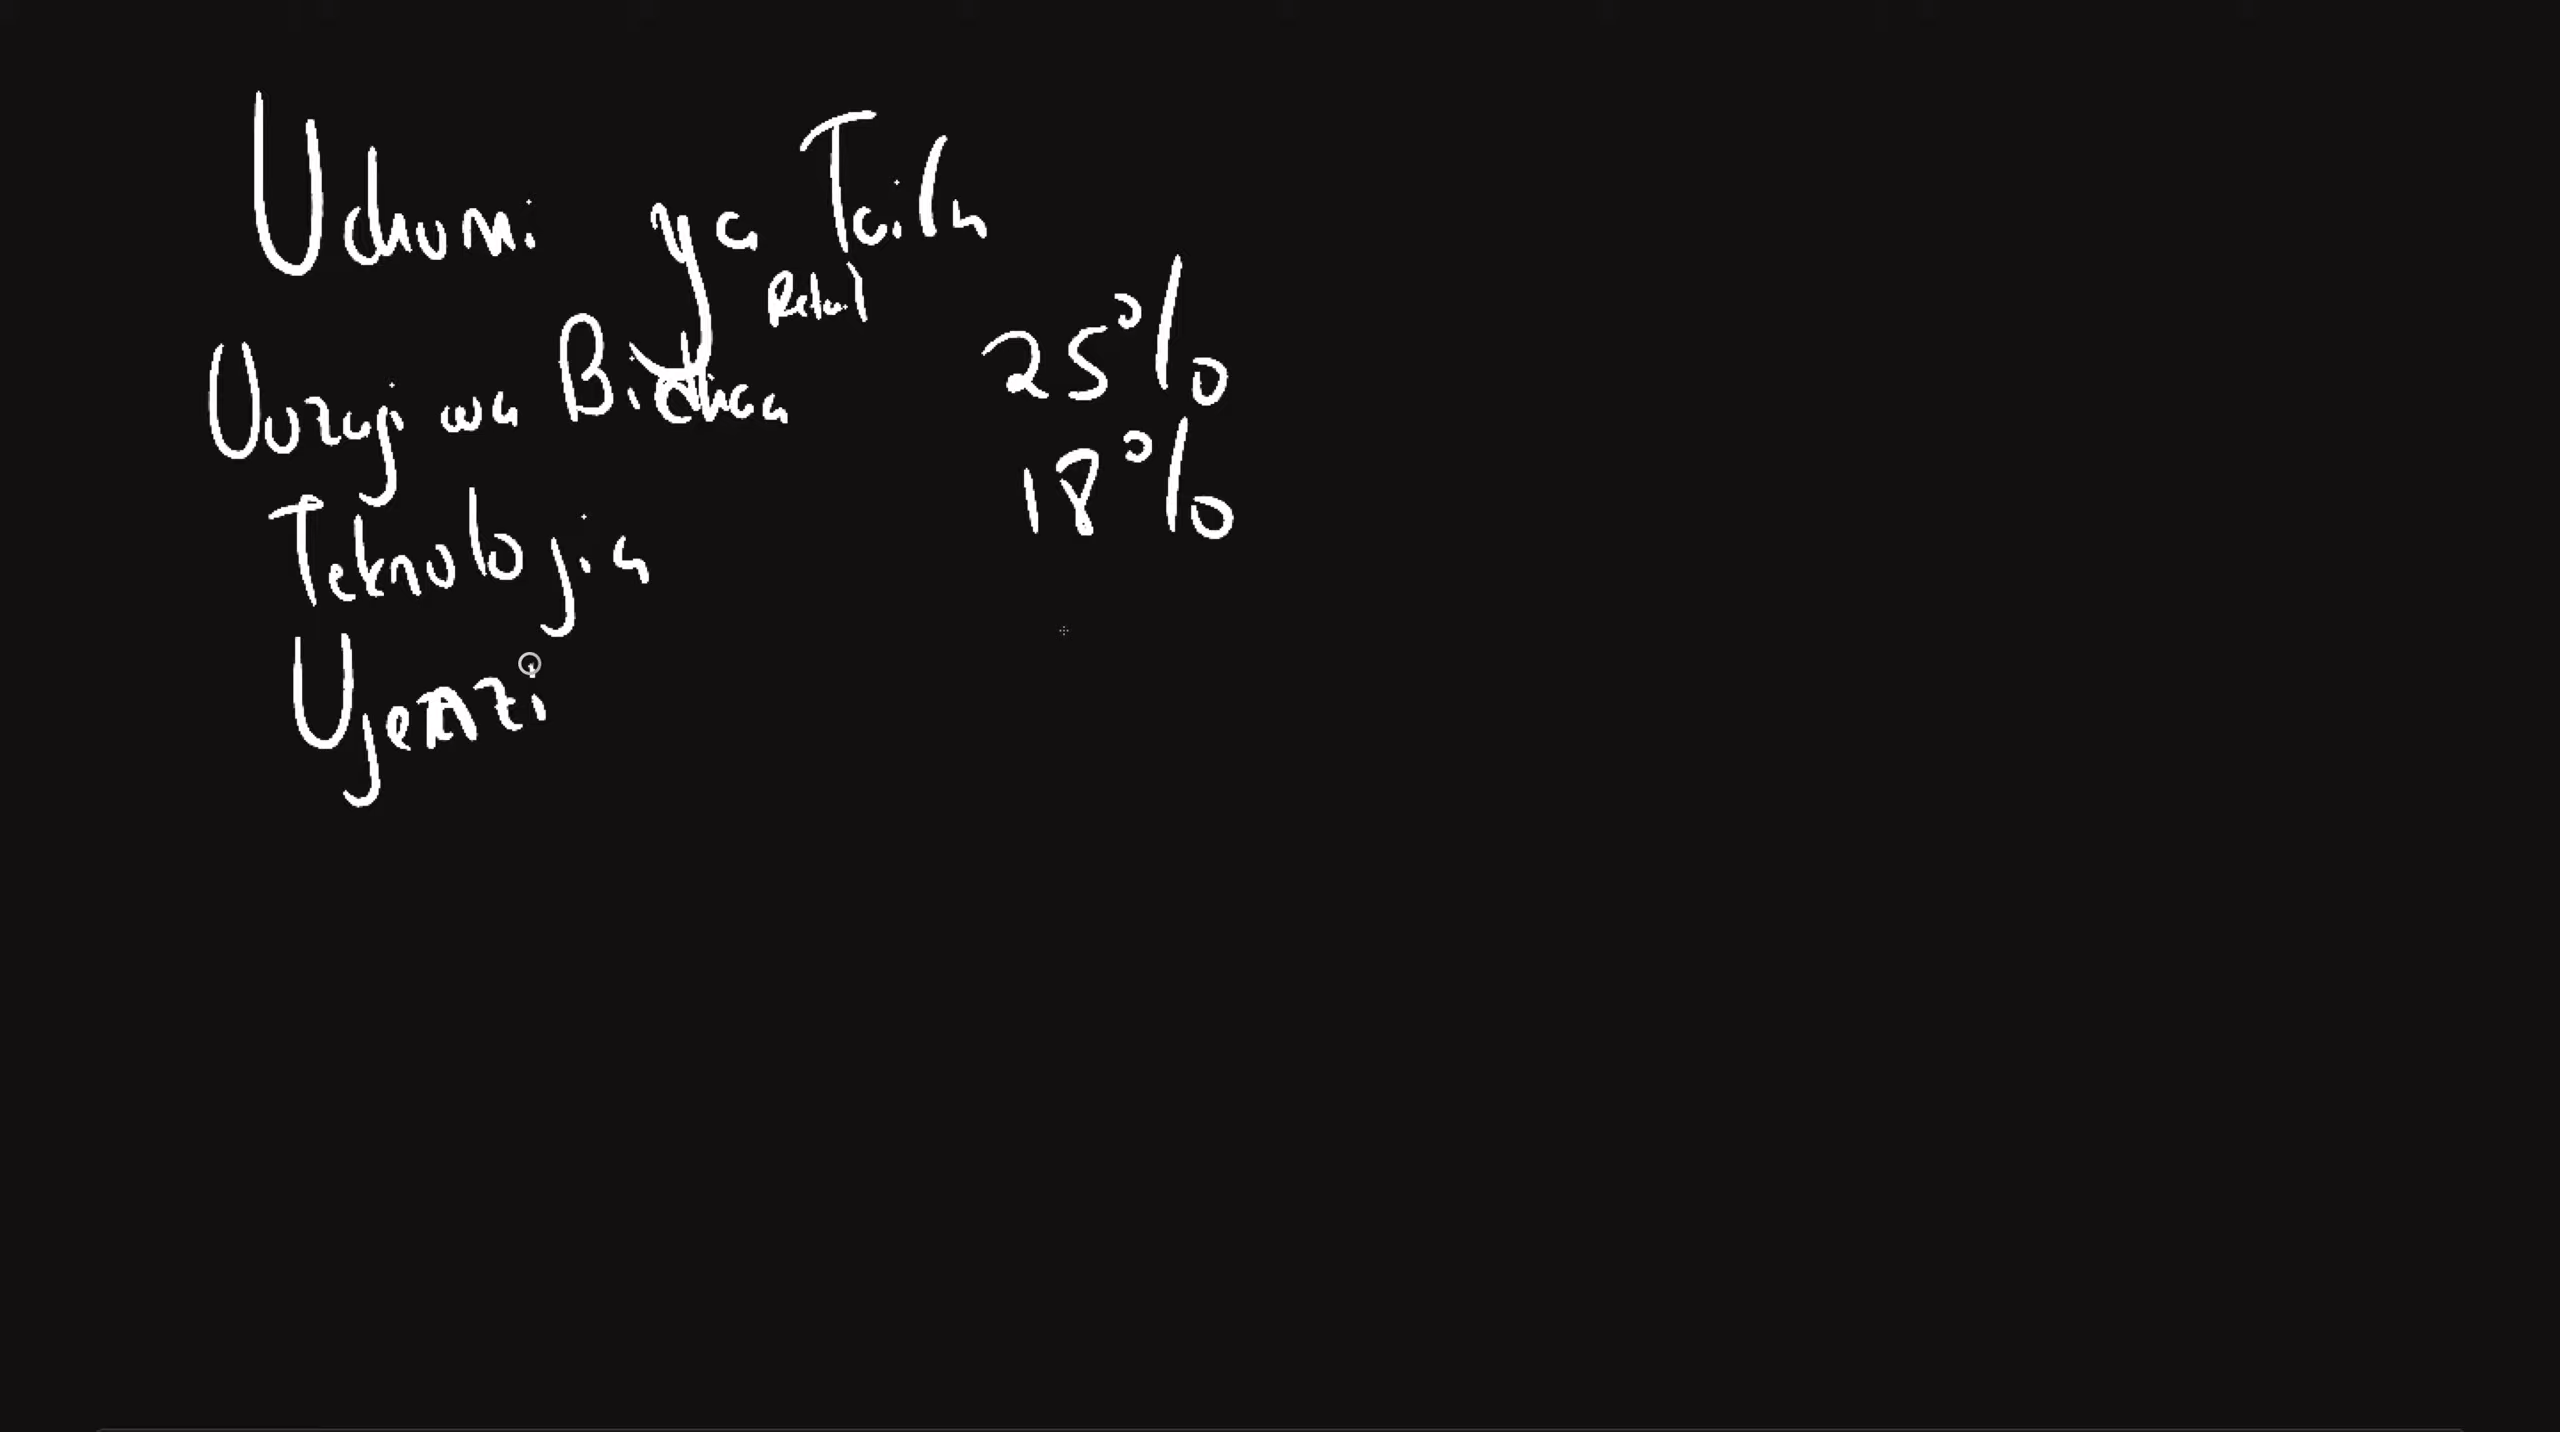 Uchumi ya Taifa
Retail
Uuzaji wa Bidhaa 25%
Teknolojia 18%
Ujenzi